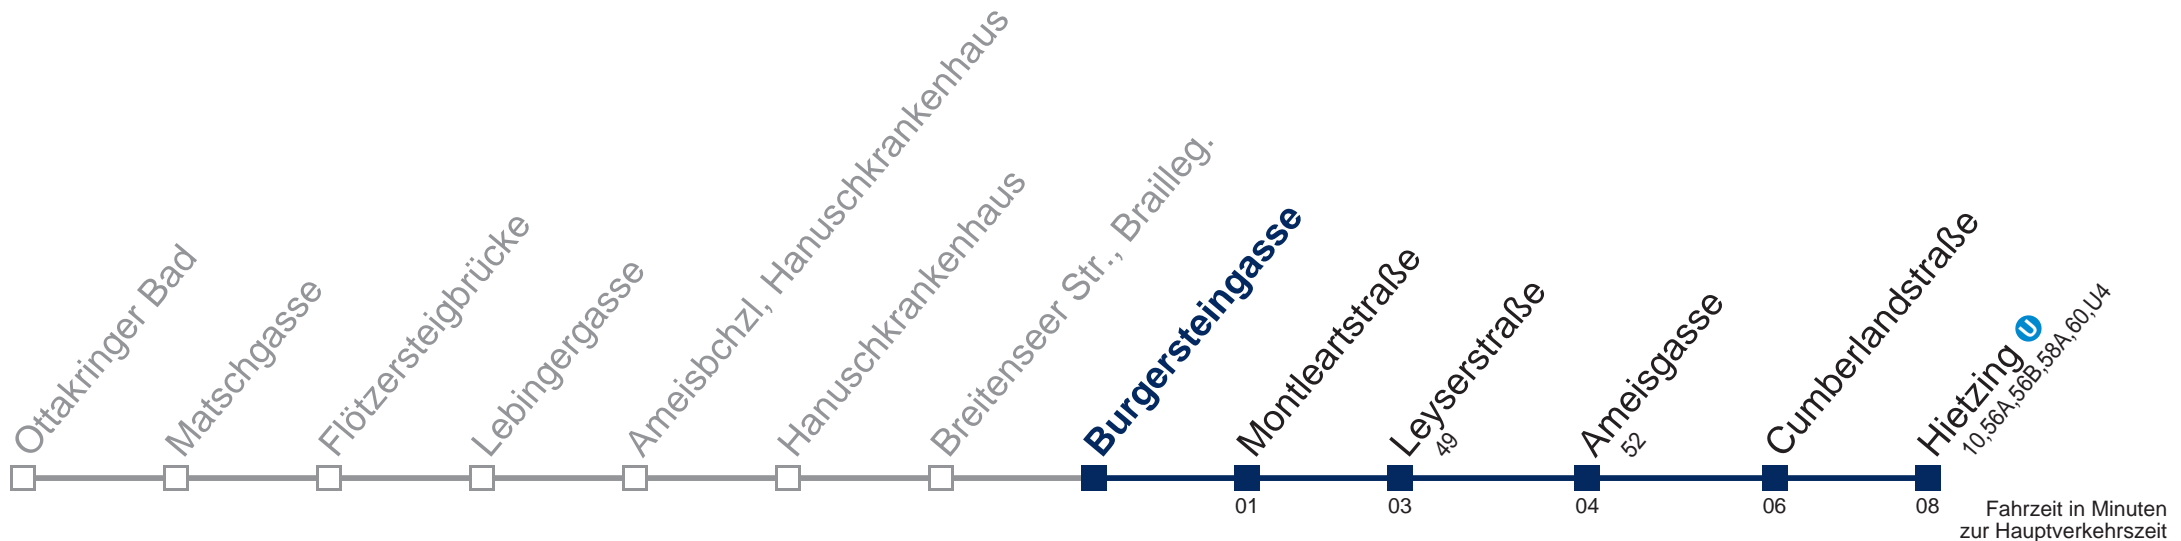 Ottakringer Bad
Matschgasse
Flötzersteigbrücke
Lebingergasse
Ameisbchzl, Hanuschkrankenhaus
Hanuschkrankenhaus
Breitenseer Str., Brailleg.
Burgersteingasse
Montleartstraße
Leyserstraße
49
Ameisgasse
52
Cumberlandstraße
Hietzing U
10,56A,56B,58A,60,U4
01
03
04
06
08
Fahrzeit in Minuten
zur Hauptverkehrszeit